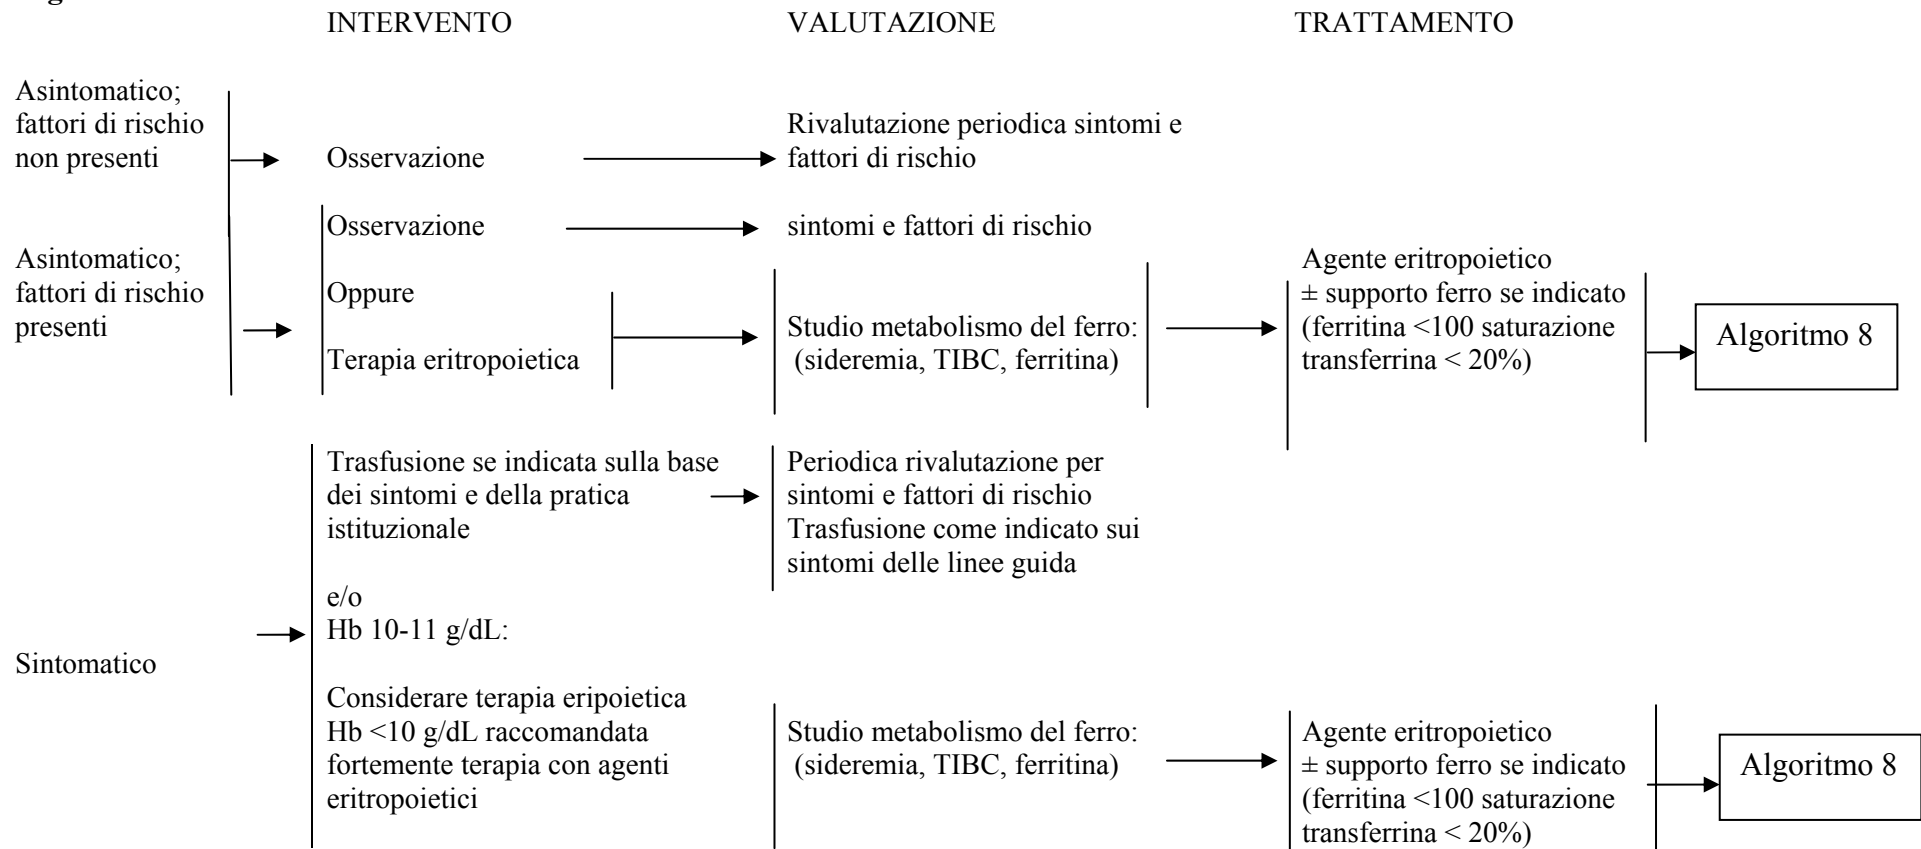 INTERVENTO
VALUTAZIONE
TRATTAMENTO
Asintomatico;
fattori di rischio
non presenti
Osservazione
Rivalutazione periodica sintomi e
fattori di rischio
Asintomatico;
fattori di rischio
presenti
Osservazione
sintomi e fattori di rischio
Oppure
Terapia eritropoietica
Studio metabolismo del ferro:
(sideremia, TIBC, ferritina)
Agente eritropoietico
± supporto ferro se indicato
(ferritina <100 saturazione
transferrina < 20%)
Algoritmo 8
Sintomatico
Trasfusione se indicata sulla base
dei sintomi e della pratica
istituzionale
Periodica rivalutazione per
sintomi e fattori di rischio
Trasfusione come indicato sui
sintomi delle linee guida
e/o
Hb 10-11 g/dL:
Considerare terapia eripoietica
Hb <10 g/dL raccomandata
fortemente terapia con agenti
eritropoietici
Studio metabolismo del ferro:
(sideremia, TIBC, ferritina)
Agente eritropoietico
± supporto ferro se indicato
(ferritina <100 saturazione
transferrina < 20%)
Algoritmo 8